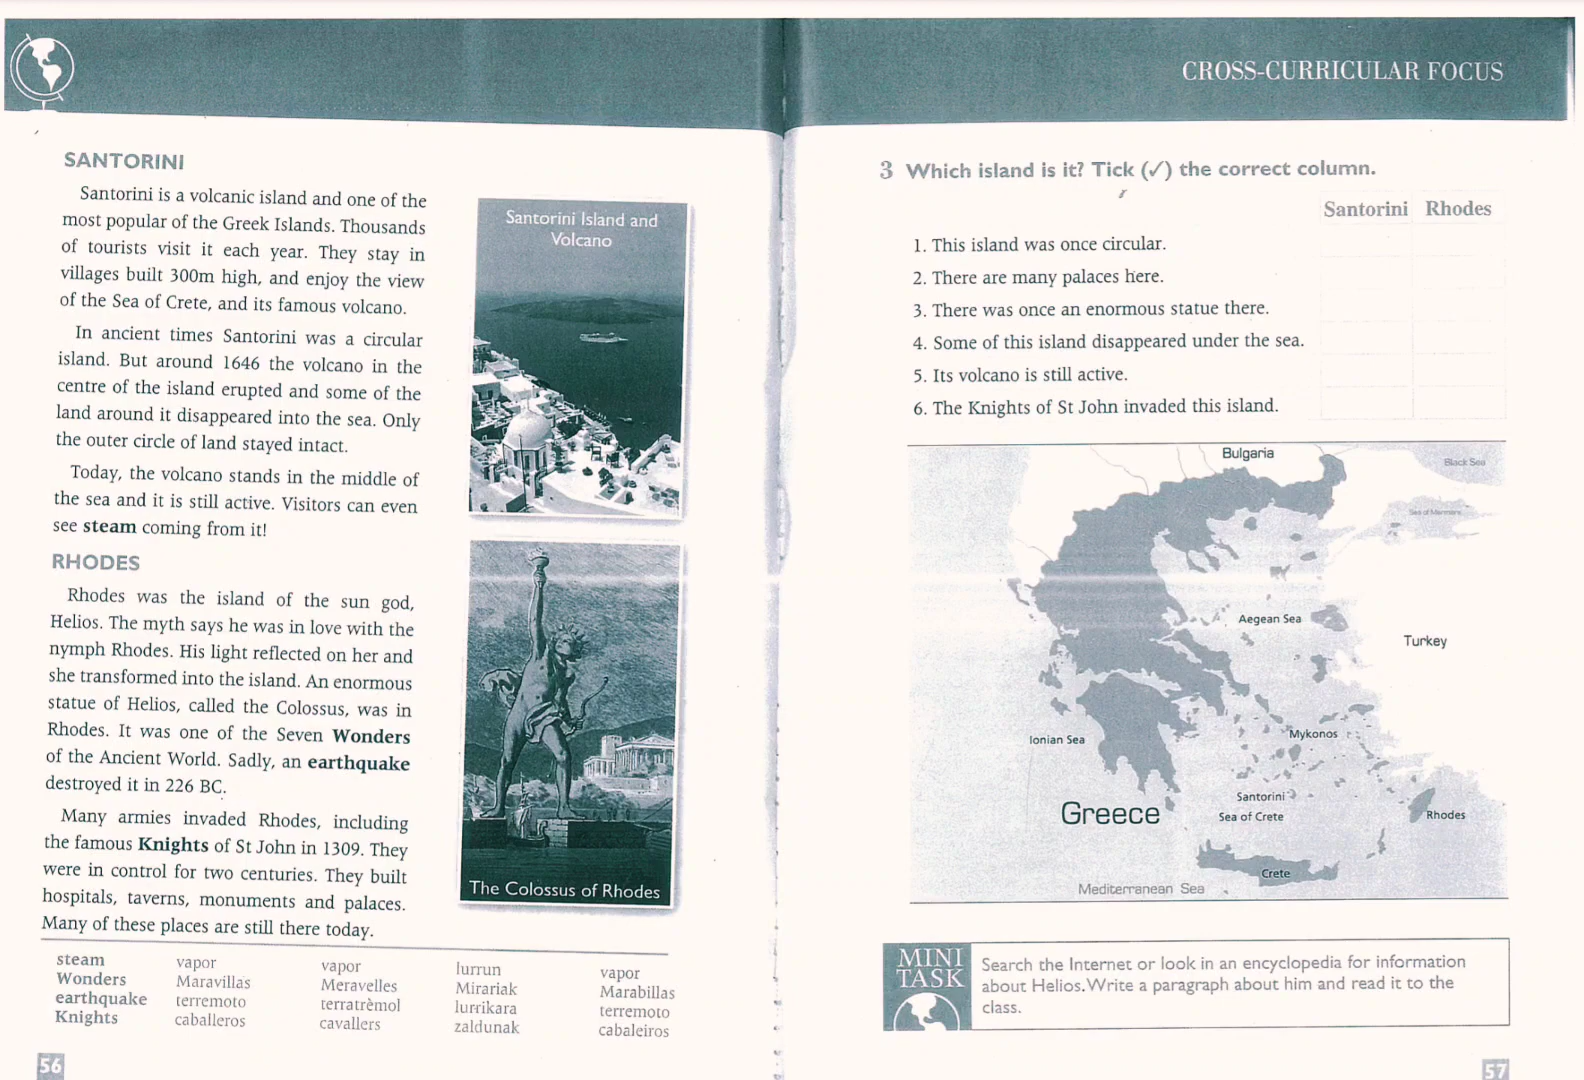 SANTORINI
Santorini is a volcanic island and one of the
most popular of the Greek Islands. Thousands
of tourists visit it each year. They stay in
villages built 300m high, and enjoy the view
of the Sea of Crete, and its famous volcano.
In ancient times Santorini was a circular
island. But around 1646 the volcano in the
centre of the island erupted and some of the
land around it disappeared into the sea. Only
the outer circle of land stayed intact.
Today, the volcano stands in the middle of
the sea and it is still active. Visitors can even
see steam coming from it!
RHODES
Rhodes was the island of the sun god,
Helios. The myth says he was in love with the
nymph Rhodes. His light reflected on her and
she transformed into the island. An enormous
statue of Helios, called the Colossus, was in
Rhodes. It was one of the Seven Wonders
of the Ancient World. Sadly, an earthquake
destroyed it in 226 BC.
Many armies invaded Rhodes, including
the famous Knights of St John in 1309. They
were in control for two centuries. They built
hospitals, taverns, monuments and palaces.
Many of these places are still there today.
Santorini Island and
Volcano
The Colossus of Rhodes
steam vapor vapor lurrun vapor
Wonders Maravillas Meravelles Mirariak Marabillas
earthquake terremoto terratrèmol lurrikara terremoto
Knights caballeros cavallers zaldunak cabaleiros
56
CROSS-CURRICULAR FOCUS
3 Which island is it? Tick (✓) the correct column.
Santorini Rhodes
1. This island was once circular.
2. There are many palaces here.
3. There was once an enormous statue there.
4. Some of this island disappeared under the sea.
5. Its volcano is still active.
6. The Knights of St John invaded this island.
Bulgaria
Black Sea
Sea of Marmara
Aegean Sea
Turkey
Ionian Sea
Mykonos
Santorini
Greece
Sea of Crete
Rhodes
Crete
Mediterranean Sea
MINI
TASK
Search the Internet or look in an encyclopedia for information
about Helios.Write a paragraph about him and read it to the
class.
57